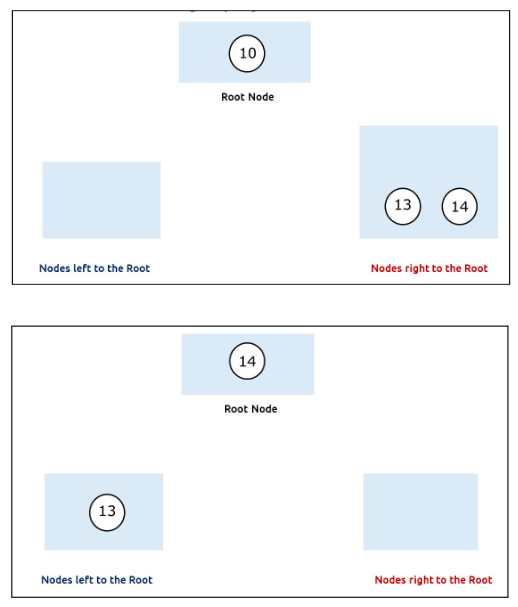 10
Root Node
13 14
Nodes left to the Root Nodes right to the Root
14
Root Node
13
Nodes left to the Root Nodes right to the Root